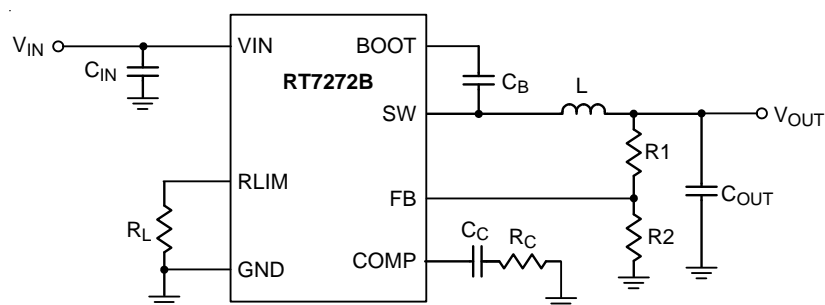 VIN
CIN
VIN
BOOT
RT7272B
CB
SW
L
VOUT
R1
RLIM
FB
COUT
RL
CC
RC
R2
GND
COMP